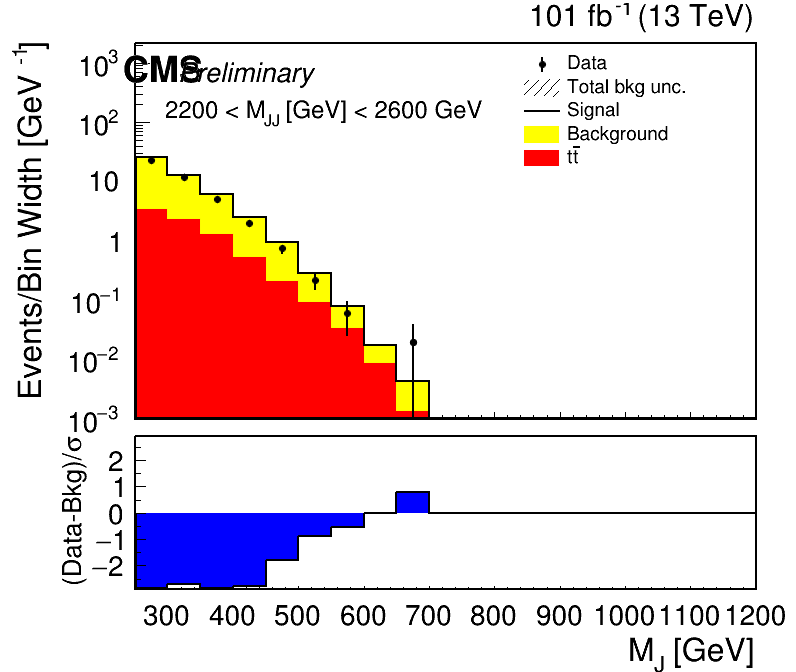 101 fb⁻¹ (13 TeV)
CMS Preliminary
2200 < M_JJ [GeV] < 2600 GeV
Data
Total bkg unc.
Signal
Background
tt̄
Events/Bin Width [GeV⁻¹]
10³
10²
10
1
10⁻¹
10⁻²
10⁻³
(Data-Bkg)/σ
2
1
0
−1
−2
300 400 500 600 700 800 900 1000 1100 1200
M_J [GeV]